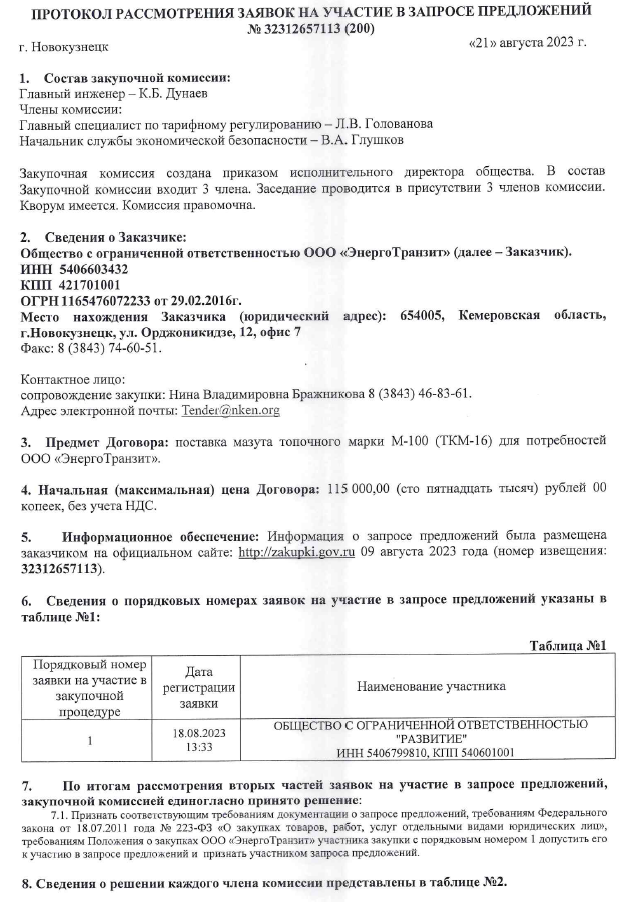 ПРОТОКОЛ РАССМОТРЕНИЯ ЗАЯВОК НА УЧАСТИЕ В ЗАПРОСЕ ПРЕДЛОЖЕНИЙ
№ 32312657113 (200)
г. Новокузнецк «21» августа 2023 г.
1. Состав закупочной комиссии:
Главный инженер – К.Б. Дунаев
Члены комиссии:
Главный специалист по тарифному регулированию – Л.В. Голованова
Начальник службы экономической безопасности – В.А. Глушков
Закупочная комиссия создана приказом исполнительного директора общества. В состав
Закупочной комиссии входит 3 члена. Заседание проводится в присутствии 3 членов комиссии.
Кворум имеется. Комиссия правомочна.
2. Сведения о Заказчике:
Общество с ограниченной ответственностью ООО «ЭнергоТранзит» (далее – Заказчик).
ИНН 5406603432
КПП 421701001
ОГРН 1165476072233 от 29.02.2016г.
Место нахождения Заказчика (юридический адрес): 654005, Кемеровская область,
г.Новокузнецк, ул. Орджоникидзе, 12, офис 7
Факс: 8 (3843) 74-60-51.
Контактное лицо:
сопровождение закупки: Нина Владимировна Бражникова 8 (3843) 46-83-61.
Адрес электронной почты: Tender@nken.org
3. Предмет Договора: поставка мазута топочного марки М-100 (ТКМ-16) для потребностей
ООО «ЭнергоТранзит».
4. Начальная (максимальная) цена Договора: 115 000,00 (сто пятнадцать тысяч) рублей 00
копеек, без учета НДС.
5. Информационное обеспечение: Информация о запросе предложений была размещена
заказчиком на официальном сайте: http://zakupki.gov.ru 09 августа 2023 года (номер извещения:
32312657113).
6. Сведения о порядковых номерах заявок на участие в запросе предложений указаны в
таблице №1:
Таблица №1
Порядковый номер
заявки на участие в
закупочной
процедуре
Дата
регистрации
заявки
Наименование участника
1
18.08.2023
13:33
ОБЩЕСТВО С ОГРАНИЧЕННОЙ ОТВЕТСТВЕННОСТЬЮ
"РАЗВИТИЕ"
ИНН 5406799810, КПП 540601001
7. По итогам рассмотрения вторых частей заявок на участие в запросе предложений,
закупочной комиссией единогласно принято решение:
7.1. Признать соответствующим требованиям документации о запросе предложений, требованиям Федерального
закона от 18.07.2011 года № 223-ФЗ «О закупках товаров, работ, услуг отдельными видами юридических лиц»,
требованиям Положения о закупках ООО «ЭнергоТранзит» участника закупки с порядковым номером 1 допустить его
к участию в запросе предложений и признать участником запроса предложений.
8. Сведения о решении каждого члена комиссии представлены в таблице №2.